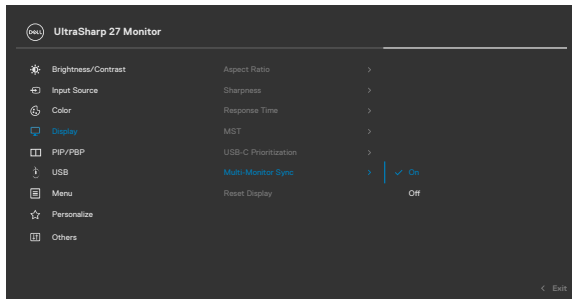 DELL
UltraSharp 27 Monitor
Brightness/Contrast
Aspect Ratio
Input Source
Sharpness
Color
Response Time
Display
MST
PIP/PBP
USB-C Prioritization
USB
Multi-Monitor Sync
On
Menu
Reset Display
Off
Personalize
Others
Exit